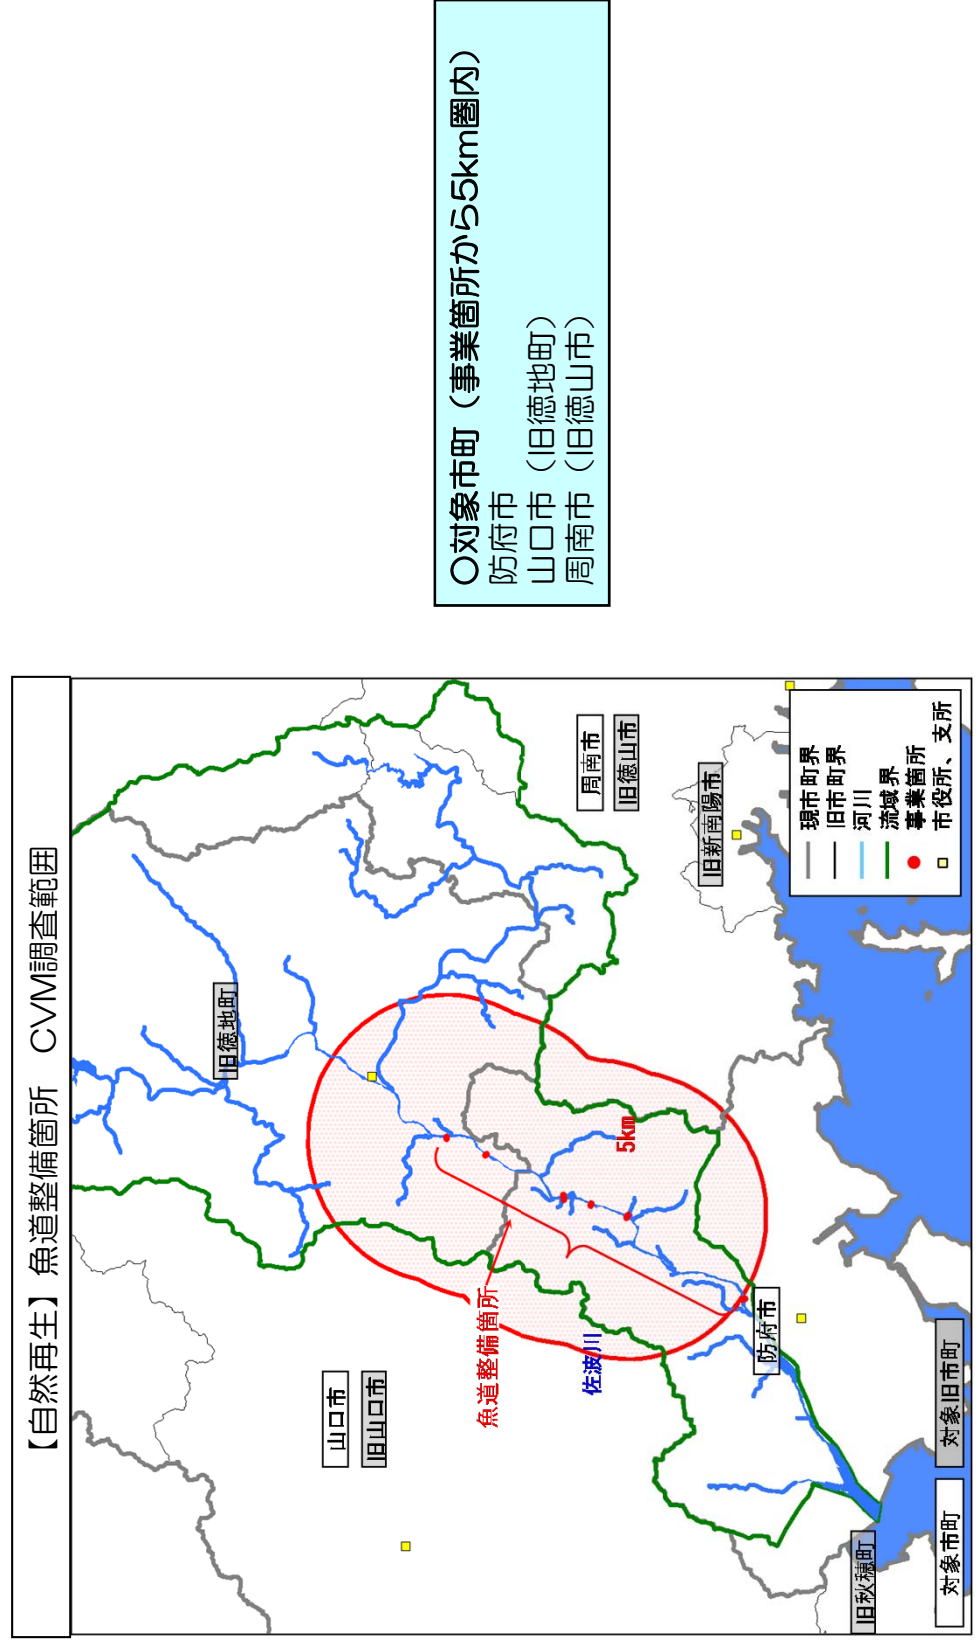 【自然再生】魚道整備箇所　CVM調査範囲
旧徳地町
山口市
旧山口市
魚道整備箇所
佐波川
5km
周南市
旧徳山市
旧新南陽市
防府市
旧秋穂町
対象市町
対象旧市町
現市町界
旧市町界
河川
流域界
事業箇所
市役所、支所
〇対象市町（事業箇所から5km圏内）
防府市
山口市（旧徳地町）
周南市（旧徳山市）